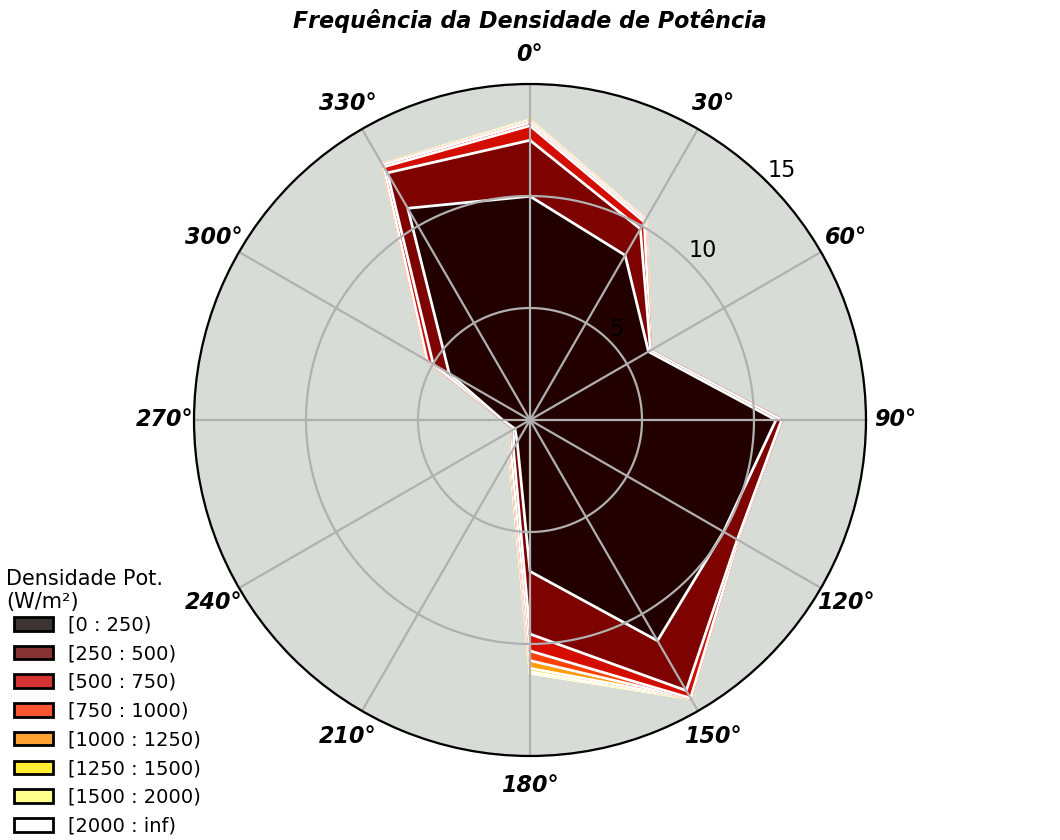 Frequência da Densidade de Potência
0°
330°
30°
15
300°
60°
10
5
270°
90°
240°
120°
210°
150°
180°
Densidade Pot.
(W/m²)
[0 : 250)
[250 : 500)
[500 : 750)
[750 : 1000)
[1000 : 1250)
[1250 : 1500)
[1500 : 2000)
[2000 : inf)